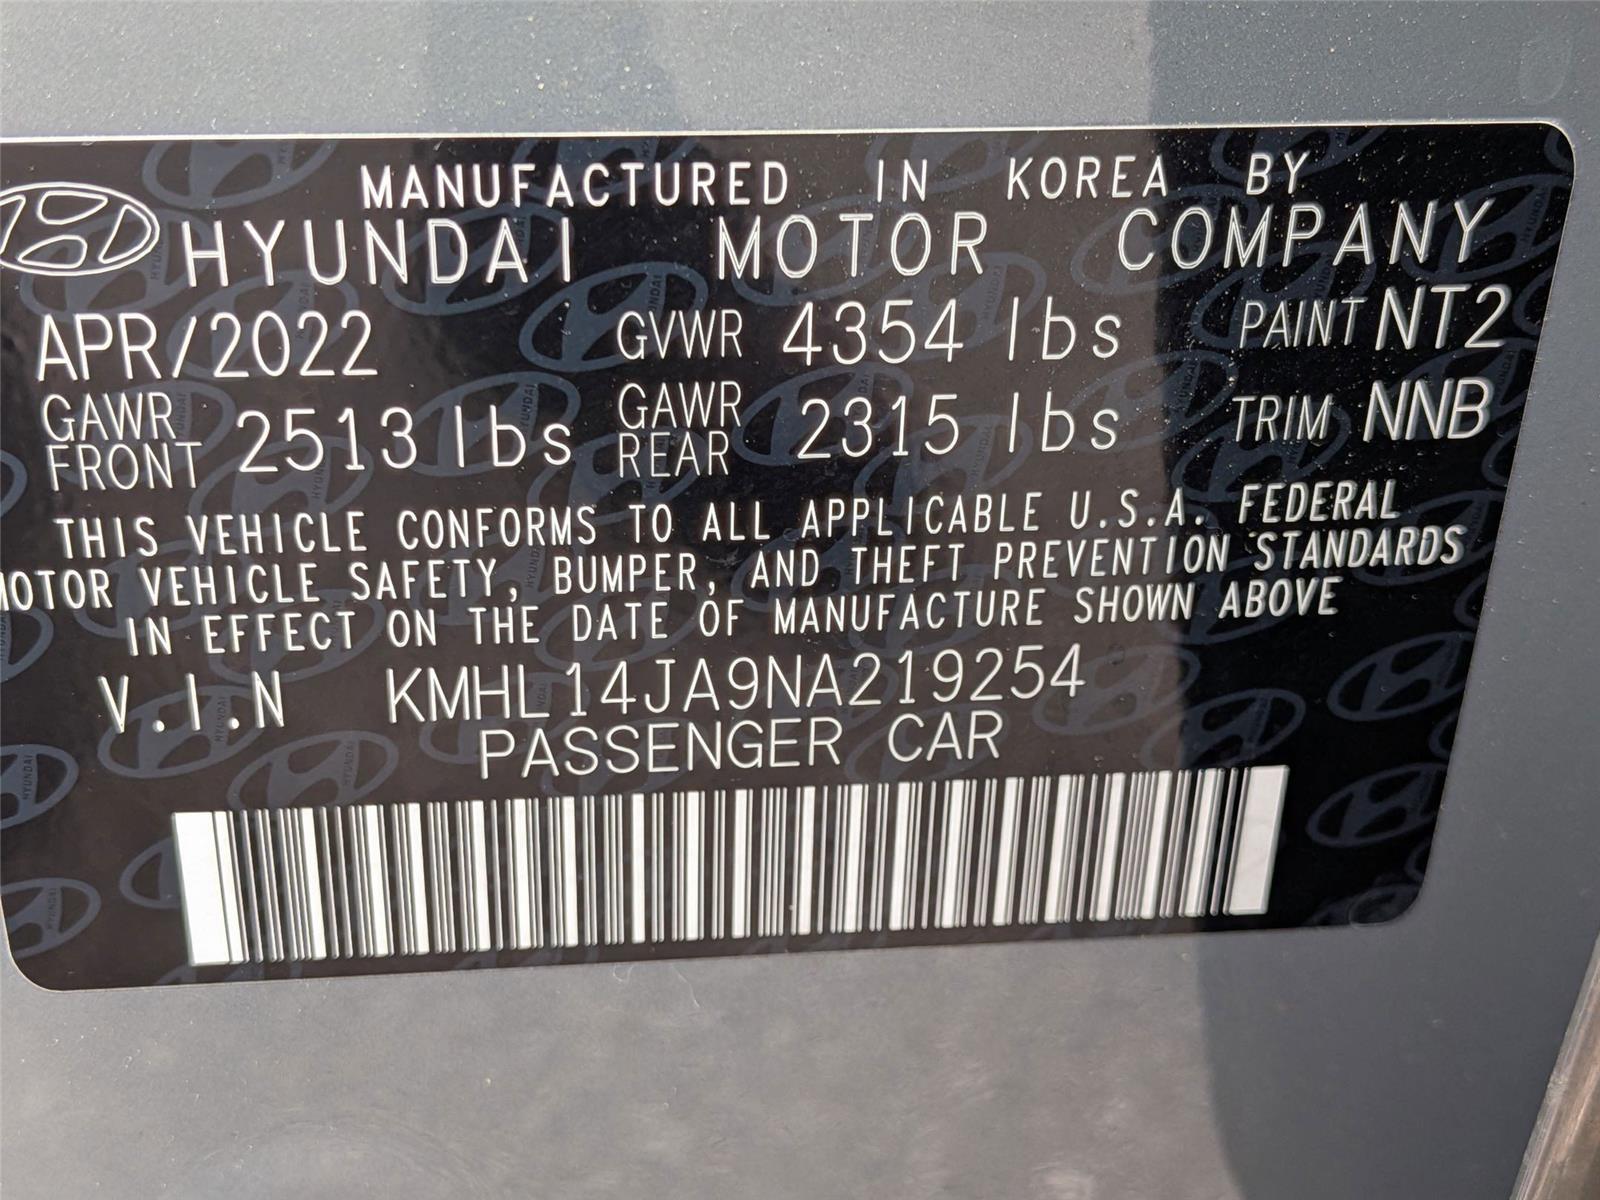 MANUFACTURED IN KOREA BY
HYUNDAI MOTOR COMPANY
APR/2022 GVWR 4354 lbs PAINT NT2
GAWR FRONT 2513 lbs GAWR REAR 2315 lbs TRIM NNB
THIS VEHICLE CONFORMS TO ALL APPLICABLE U.S.A. FEDERAL
MOTOR VEHICLE SAFETY, BUMPER, AND THEFT PREVENTION STANDARDS
IN EFFECT ON THE DATE OF MANUFACTURE SHOWN ABOVE
V.I.N KMHL14JA9NA219254
PASSENGER CAR